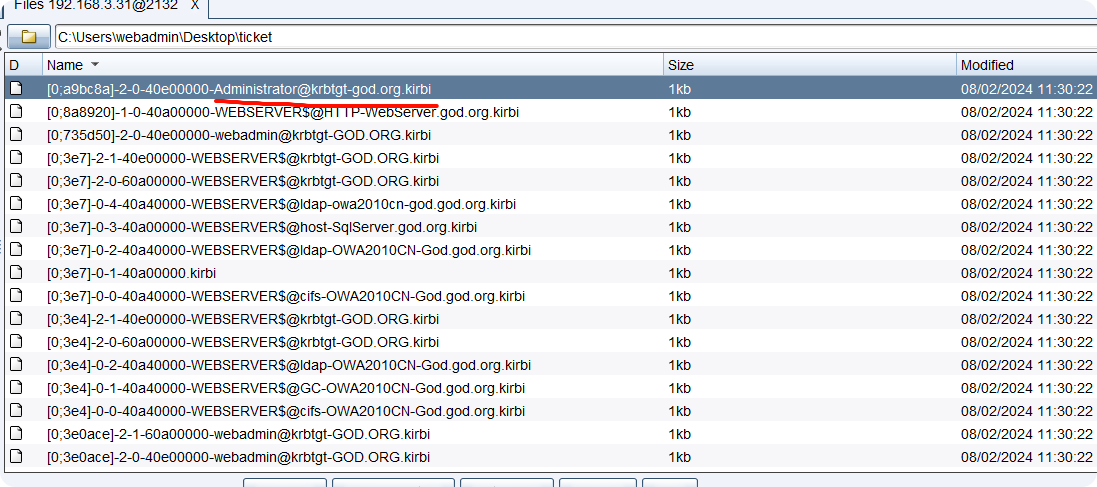 Files 192.168.3.31@2132 X
C:\Users\webadmin\Desktop\ticket
D Name Size Modified
[0;a9bc8a]-2-0-40e00000-Administrator@krbtgt-god.org.kirbi 1kb 08/02/2024 11:30:22
[0;8a8920]-1-0-40a00000-WEBSERVER$@HTTP-WebServer.god.org.kirbi 1kb 08/02/2024 11:30:22
[0;735d50]-2-0-40e00000-webadmin@krbtgt-GOD.ORG.kirbi 1kb 08/02/2024 11:30:22
[0;3e7]-2-1-40e00000-WEBSERVER$@krbtgt-GOD.ORG.kirbi 1kb 08/02/2024 11:30:22
[0;3e7]-2-0-60a00000-WEBSERVER$@krbtgt-GOD.ORG.kirbi 1kb 08/02/2024 11:30:22
[0;3e7]-0-4-40a40000-WEBSERVER$@ldap-owa2010cn-god.god.org.kirbi 1kb 08/02/2024 11:30:22
[0;3e7]-0-3-40a00000-WEBSERVER$@host-SqlServer.god.org.kirbi 1kb 08/02/2024 11:30:22
[0;3e7]-0-2-40a40000-WEBSERVER$@ldap-OWA2010CN-God.god.org.kirbi 1kb 08/02/2024 11:30:22
[0;3e7]-0-1-40a00000.kirbi 1kb 08/02/2024 11:30:22
[0;3e7]-0-0-40a40000-WEBSERVER$@cifs-OWA2010CN-God.god.org.kirbi 1kb 08/02/2024 11:30:22
[0;3e4]-2-1-40e00000-WEBSERVER$@krbtgt-GOD.ORG.kirbi 1kb 08/02/2024 11:30:22
[0;3e4]-2-0-60a00000-WEBSERVER$@krbtgt-GOD.ORG.kirbi 1kb 08/02/2024 11:30:22
[0;3e4]-0-2-40a40000-WEBSERVER$@ldap-OWA2010CN-God.god.org.kirbi 1kb 08/02/2024 11:30:22
[0;3e4]-0-1-40a40000-WEBSERVER$@GC-OWA2010CN-God.god.org.kirbi 1kb 08/02/2024 11:30:22
[0;3e4]-0-0-40a40000-WEBSERVER$@cifs-OWA2010CN-God.god.org.kirbi 1kb 08/02/2024 11:30:22
[0;3e0ace]-2-1-60a00000-webadmin@krbtgt-GOD.ORG.kirbi 1kb 08/02/2024 11:30:22
[0;3e0ace]-2-0-40e00000-webadmin@krbtgt-GOD.ORG.kirbi 1kb 08/02/2024 11:30:22